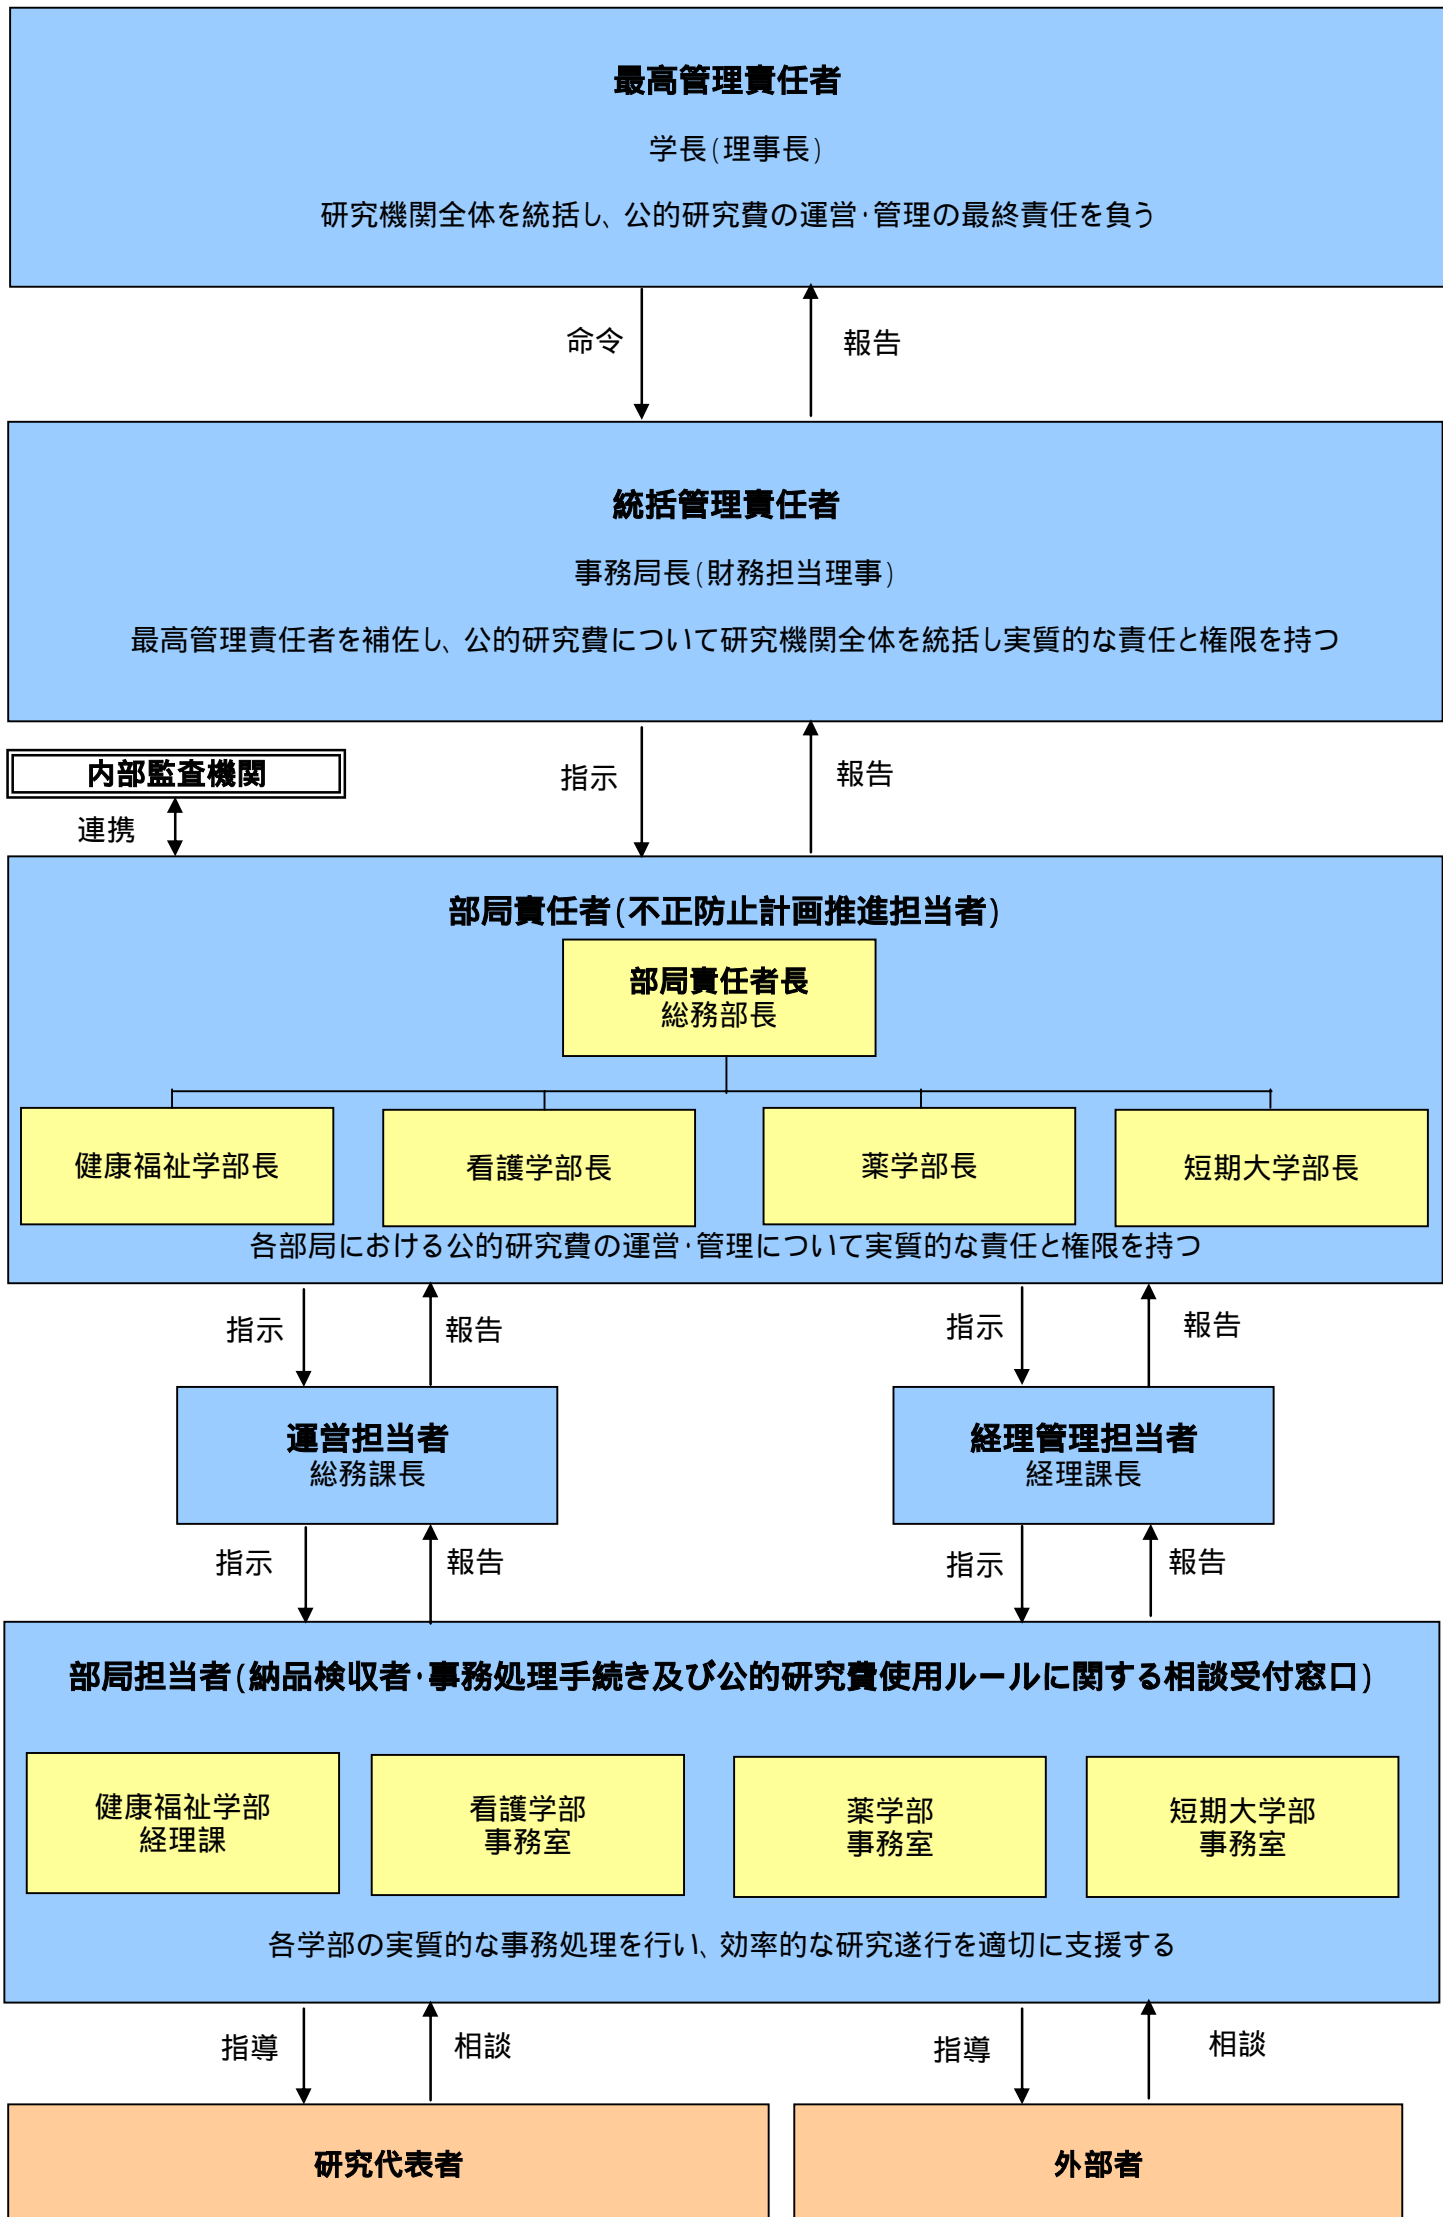 最高管理責任者
学長(理事長)
研究機関全体を統括し、公的研究費の運営・管理の最終責任を負う
命令
報告
統括管理責任者
事務局長(財務担当理事)
最高管理責任者を補佐し、公的研究費について研究機関全体を統括し実質的な責任と権限を持つ
内部監査機関
指示
報告
連携
部局責任者(不正防止計画推進担当者)
部局責任者長
総務部長
健康福祉学部長
看護学部長
薬学部長
短期大学部長
各部局における公的研究費の運営・管理について実質的な責任と権限を持つ
指示
報告
指示
報告
運営担当者
総務課長
経理管理担当者
経理課長
指示
報告
指示
報告
部局担当者(納品検収者・事務処理手続き及び公的研究費使用ルールに関する相談受付窓口)
健康福祉学部
経理課
看護学部
事務室
薬学部
事務室
短期大学部
事務室
各学部の実質的な事務処理を行い、効率的な研究遂行を適切に支援する
指導
相談
指導
相談
研究代表者
外部者